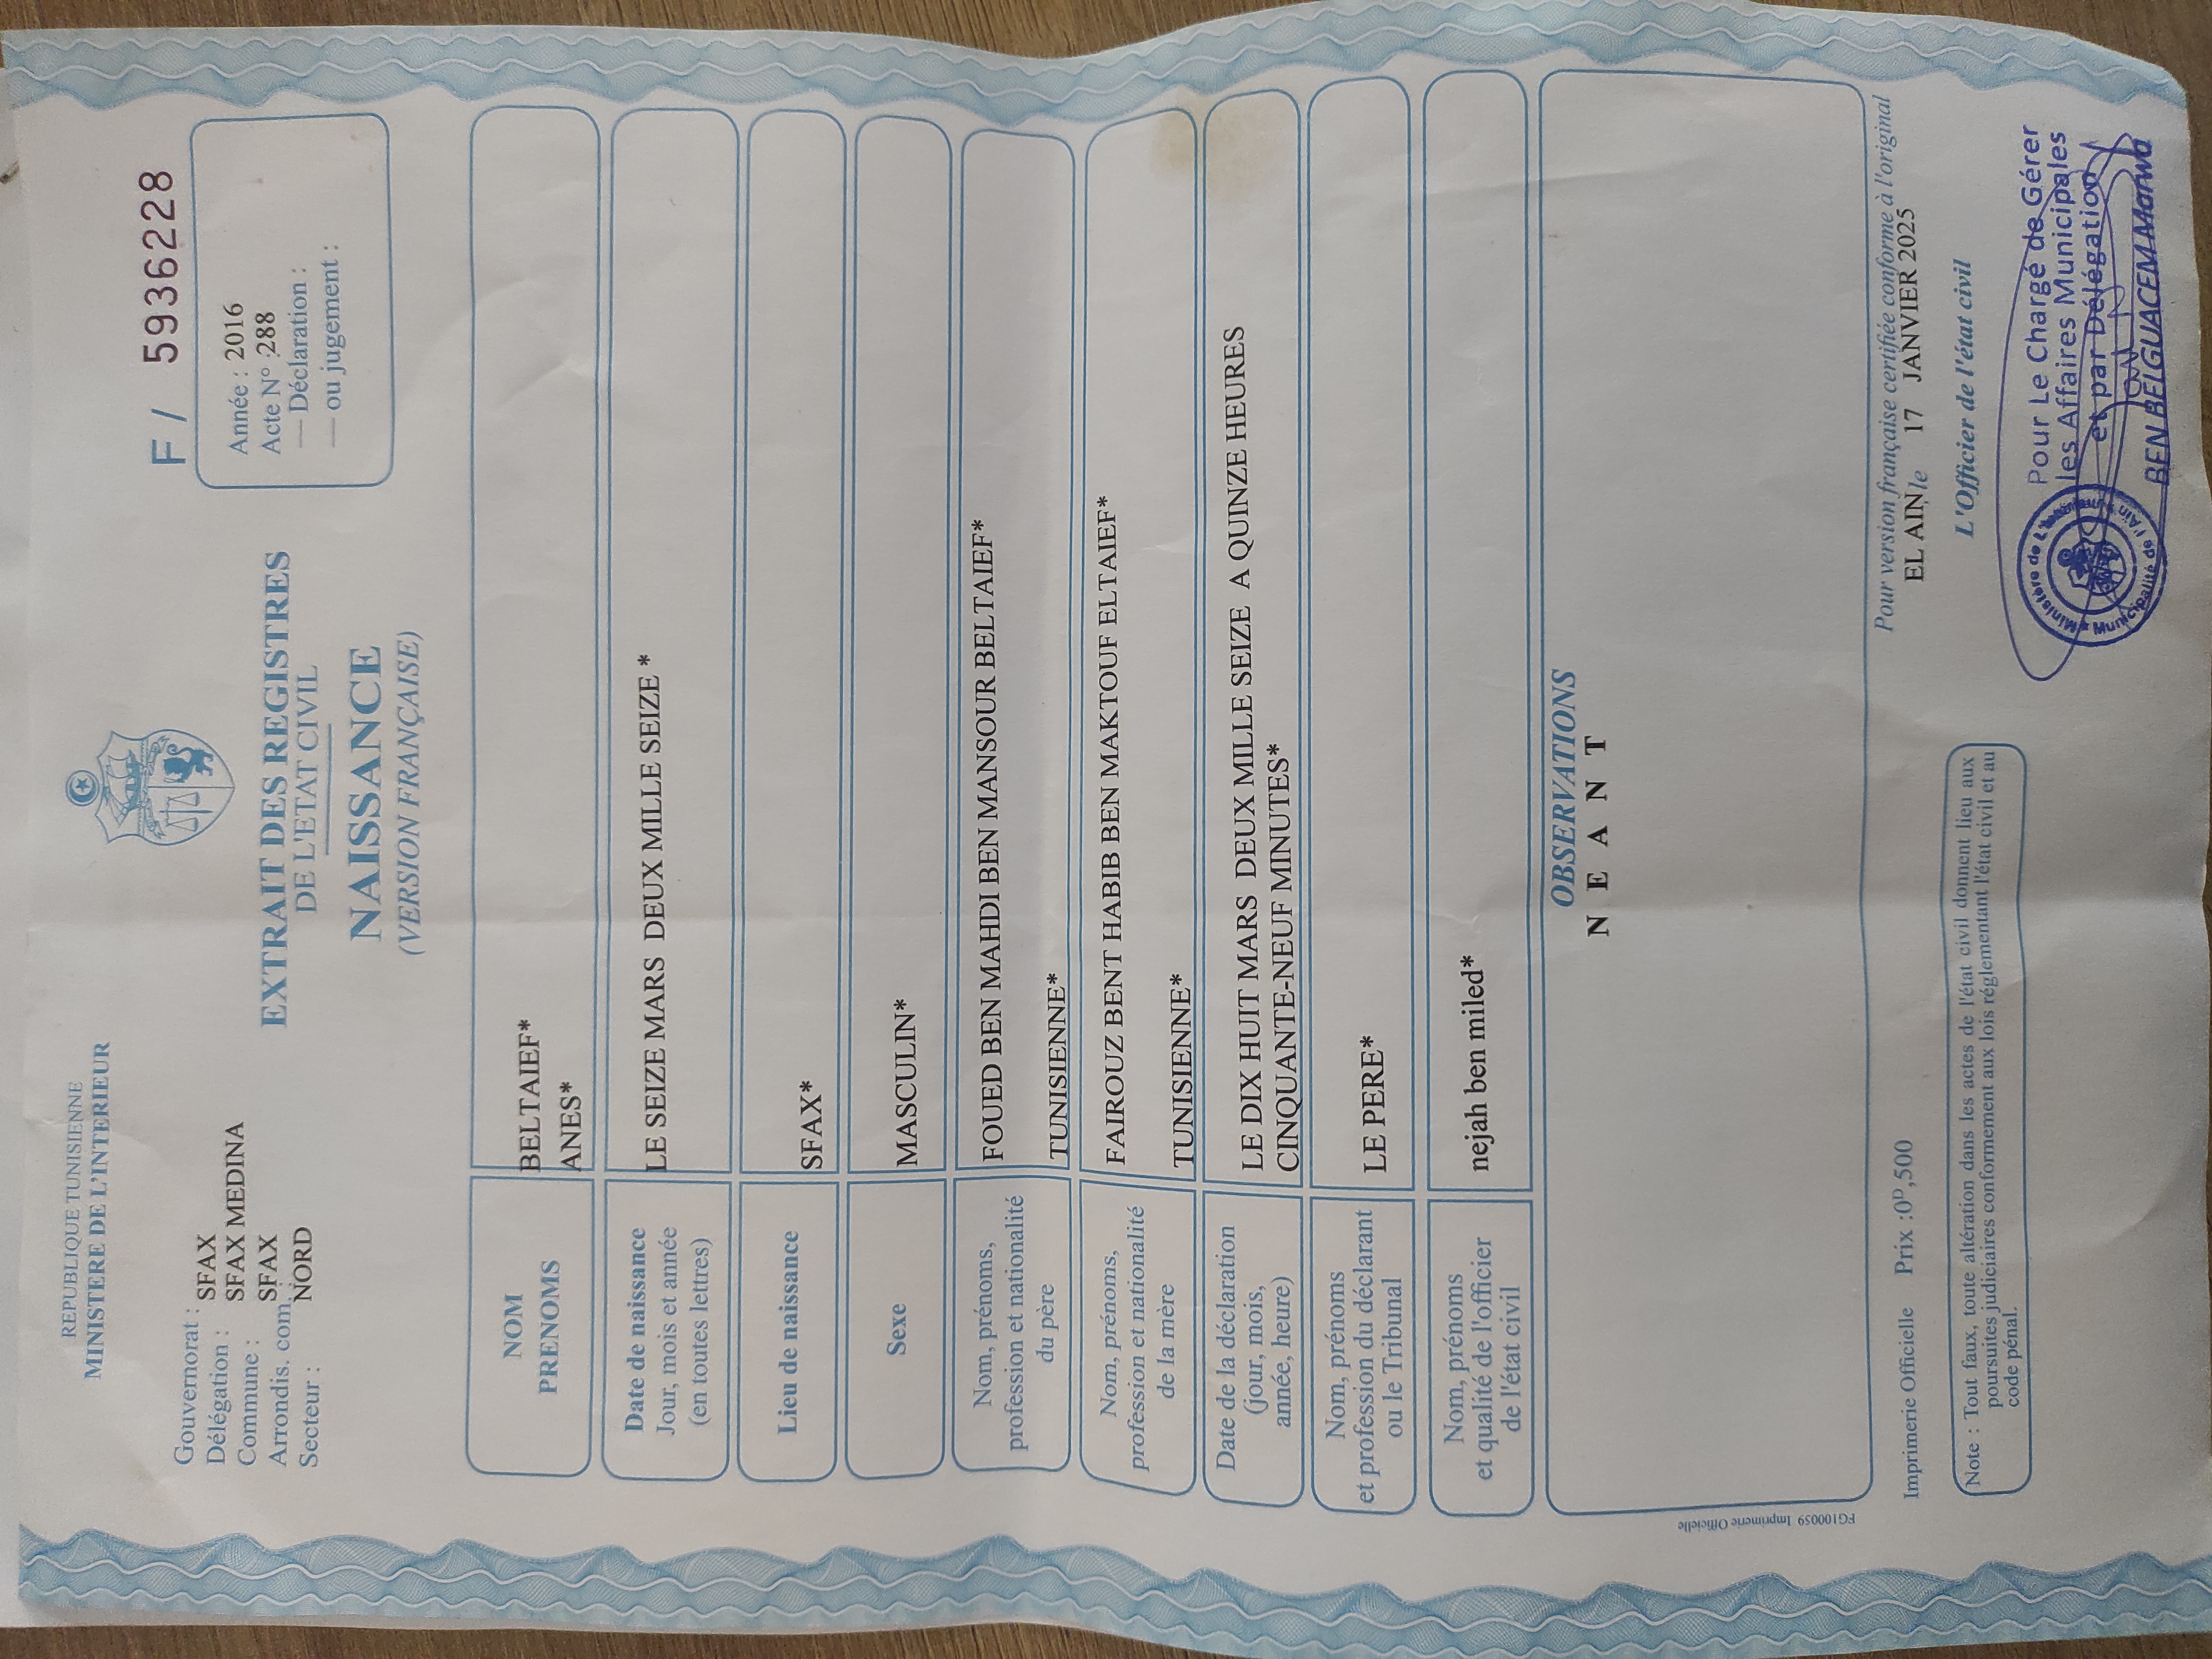 REPUBLIQUE TUNISIENNE
MINISTERE DE L'INTERIEUR
F / 5936228
Gouvernorat : SFAX
Délégation : SFAX MEDINA
Commune : SFAX
Arrondis. com. NORD
Secteur :
Année : 2016
Acte N° :288
— Déclaration :
— ou jugement :
EXTRAIT DES REGISTRES
DE L'ETAT CIVIL
NAISSANCE
(VERSION FRANÇAISE)
NOM
PRENOMS
BELTAIEF*
ANES*
Date de naissance
Jour, mois et année
(en toutes lettres)
LE SEIZE MARS DEUX MILLE SEIZE *
Lieu de naissance
SFAX*
Sexe
MASCULIN*
Nom, prénoms,
profession et nationalité
du père
FOUED BEN MAHDI BEN MANSOUR BELTAIEF*
TUNISIENNE*
Nom, prénoms,
profession et nationalité
de la mère
FAIROUZ BENT HABIB BEN MAKTOUF ELTAIEF*
TUNISIENNE*
Date de la déclaration
(jour, mois,
année, heure)
LE DIX HUIT MARS DEUX MILLE SEIZE A QUINZE HEURES
CINQUANTE-NEUF MINUTES*
Nom, prénoms
et profession du déclarant
ou le Tribunal
LE PERE*
Nom, prénoms
et qualité de l'officier
de l'état civil
nejah ben miled*
OBSERVATIONS
N E A N T
FG100059 Imprimerie Officielle
Imprimerie Officielle Prix :0ᴰ,500
Pour version française certifiée conforme à l'original
EL AIN, le 17 JANVIER 2025
L'Officier de l'état civil
Note : Tout faux, toute altération dans les actes de l'état civil donnent lieu aux
poursuites judiciaires conformement aux lois réglementant l'état civil et au
code pénal.
Pour Le Chargé de Gérer
les Affaires Municipales
et par Délégation
BEN BELGUACEM Marwa
Ministère de L'
Municipalité de l'Ain